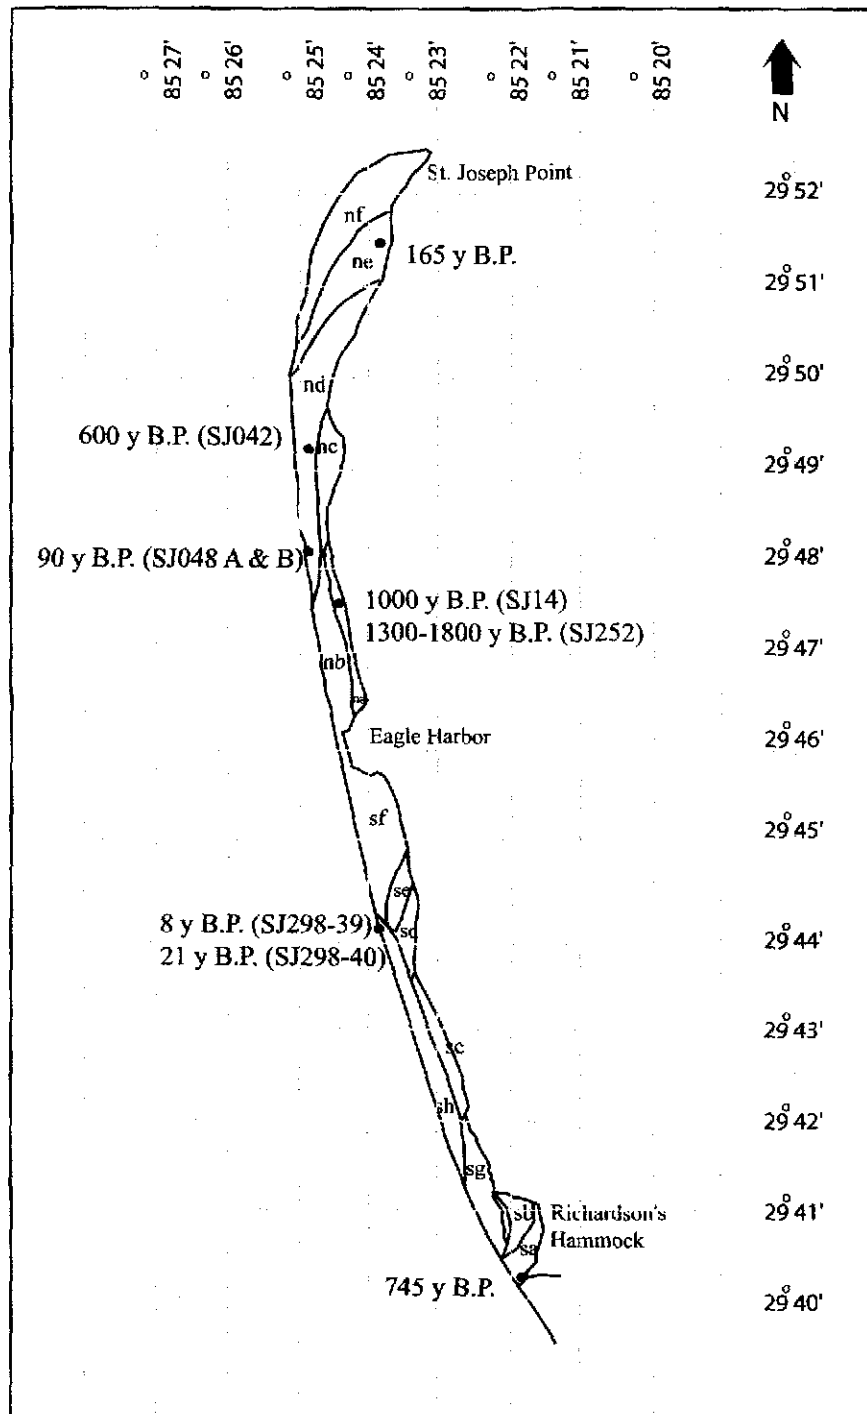 85° 27'
85° 26'
85° 25'
85° 24'
85° 23'
85° 22'
85° 21'
85° 20'
N
St. Joseph Point
29° 52'
nf
ne
165 y B.P.
29° 51'
nd
29° 50'
600 y B.P. (SJ042)
nc
29° 49'
90 y B.P. (SJ048 A & B)
29° 48'
1000 y B.P. (SJ14)
1300-1800 y B.P. (SJ252)
nb
29° 47'
na
Eagle Harbor
29° 46'
sf
29° 45'
se
8 y B.P. (SJ298-39)
sd
29° 44'
21 y B.P. (SJ298-40)
29° 43'
sc
sh
29° 42'
sg
sb
Richardson's
Hammock
29° 41'
sa
745 y B.P.
29° 40'